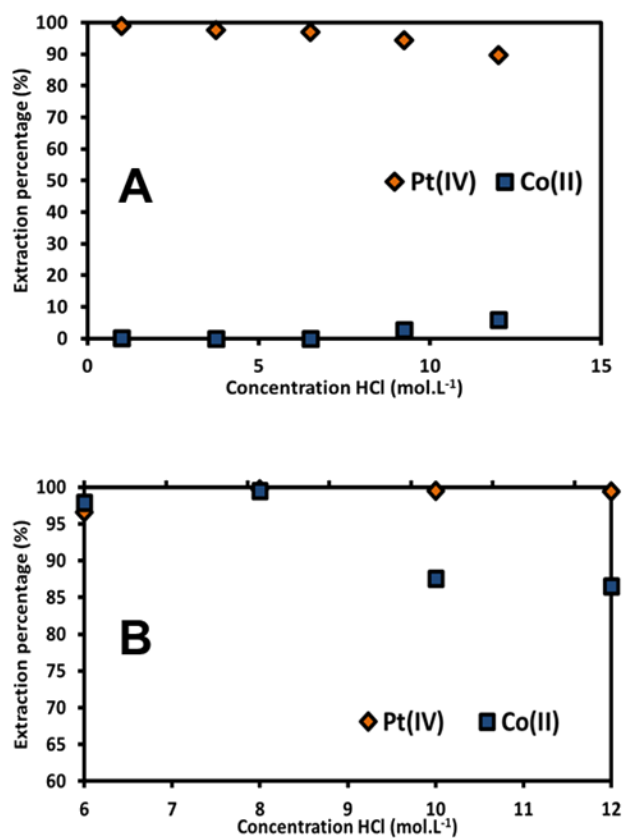 100
90
80
70
60
50
40
30
20
10
0
Extraction percentage (%)
A
Pt(IV) Co(II)
0 5 10 15
Concentration HCl (mol.L-1)
100
95
90
85
80
75
70
65
60
Extraction percentage (%)
B
Pt(IV) Co(II)
6 7 8 9 10 11 12
Concentration HCl (mol.L-1)